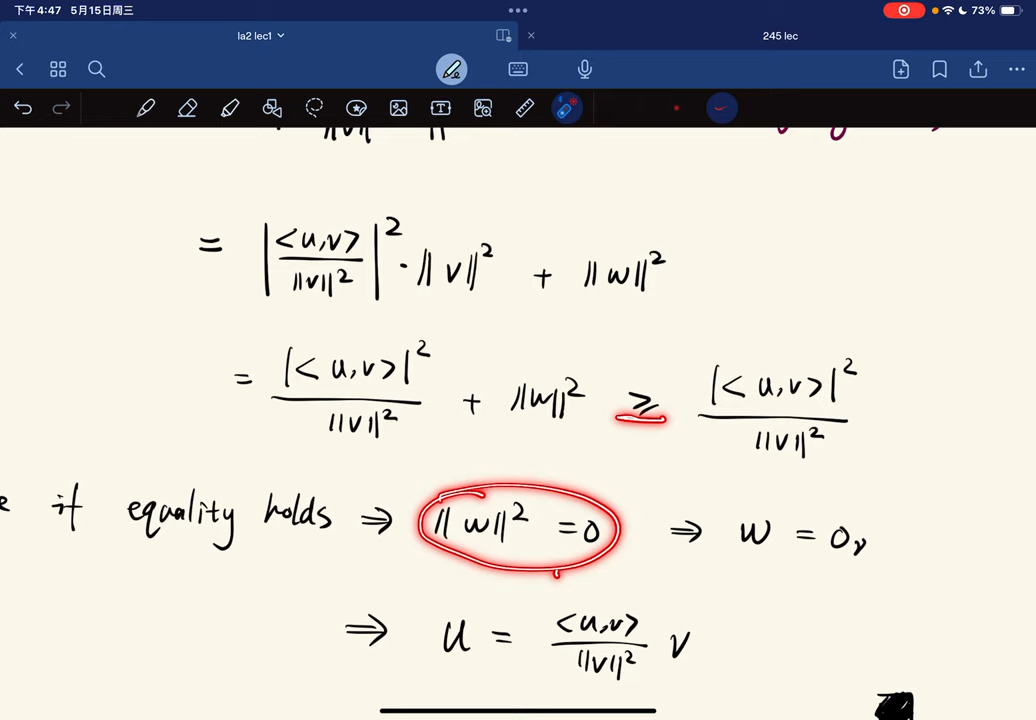 下午4:47 5月15日周三 73%
la2 lec1 245 lec
= |<u,v>/||v||²|² · ||v||² + ||w||²
= |<u,v>|²/||v||² + ||w||² ≥ |<u,v>|²/||v||²
if equality holds ⇒ ||w||² = 0 ⇒ w = 0ᵥ
⇒ u = <u,v>/||v||² v